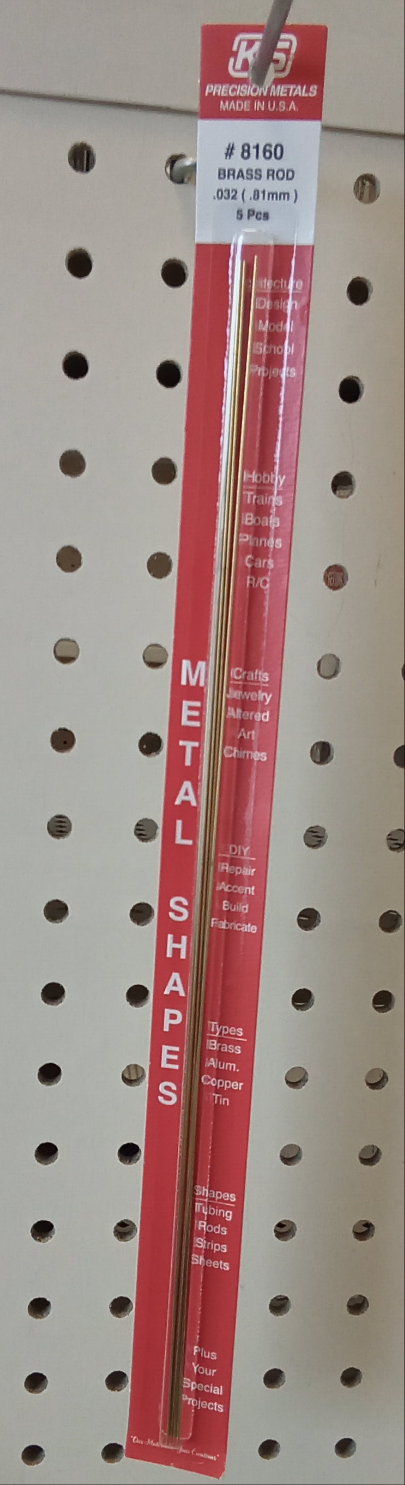 K&S
PRECISION METALS
MADE IN U.S.A.
# 8160
BRASS ROD
.032 ( .81mm )
5 Pcs
Design
Model
School
Projects
Hobby
Trains
Boats
Planes
Cars
R/C
METAL SHAPES
Crafts
Jewelry
Altered
Art
Chimes
DIY
Repair
Accent
Build
Fabricate
Types
Brass
Alum.
Copper
Tin
Shapes
Tubing
Rods
Strips
Sheets
Plus
Your
Special
Projects